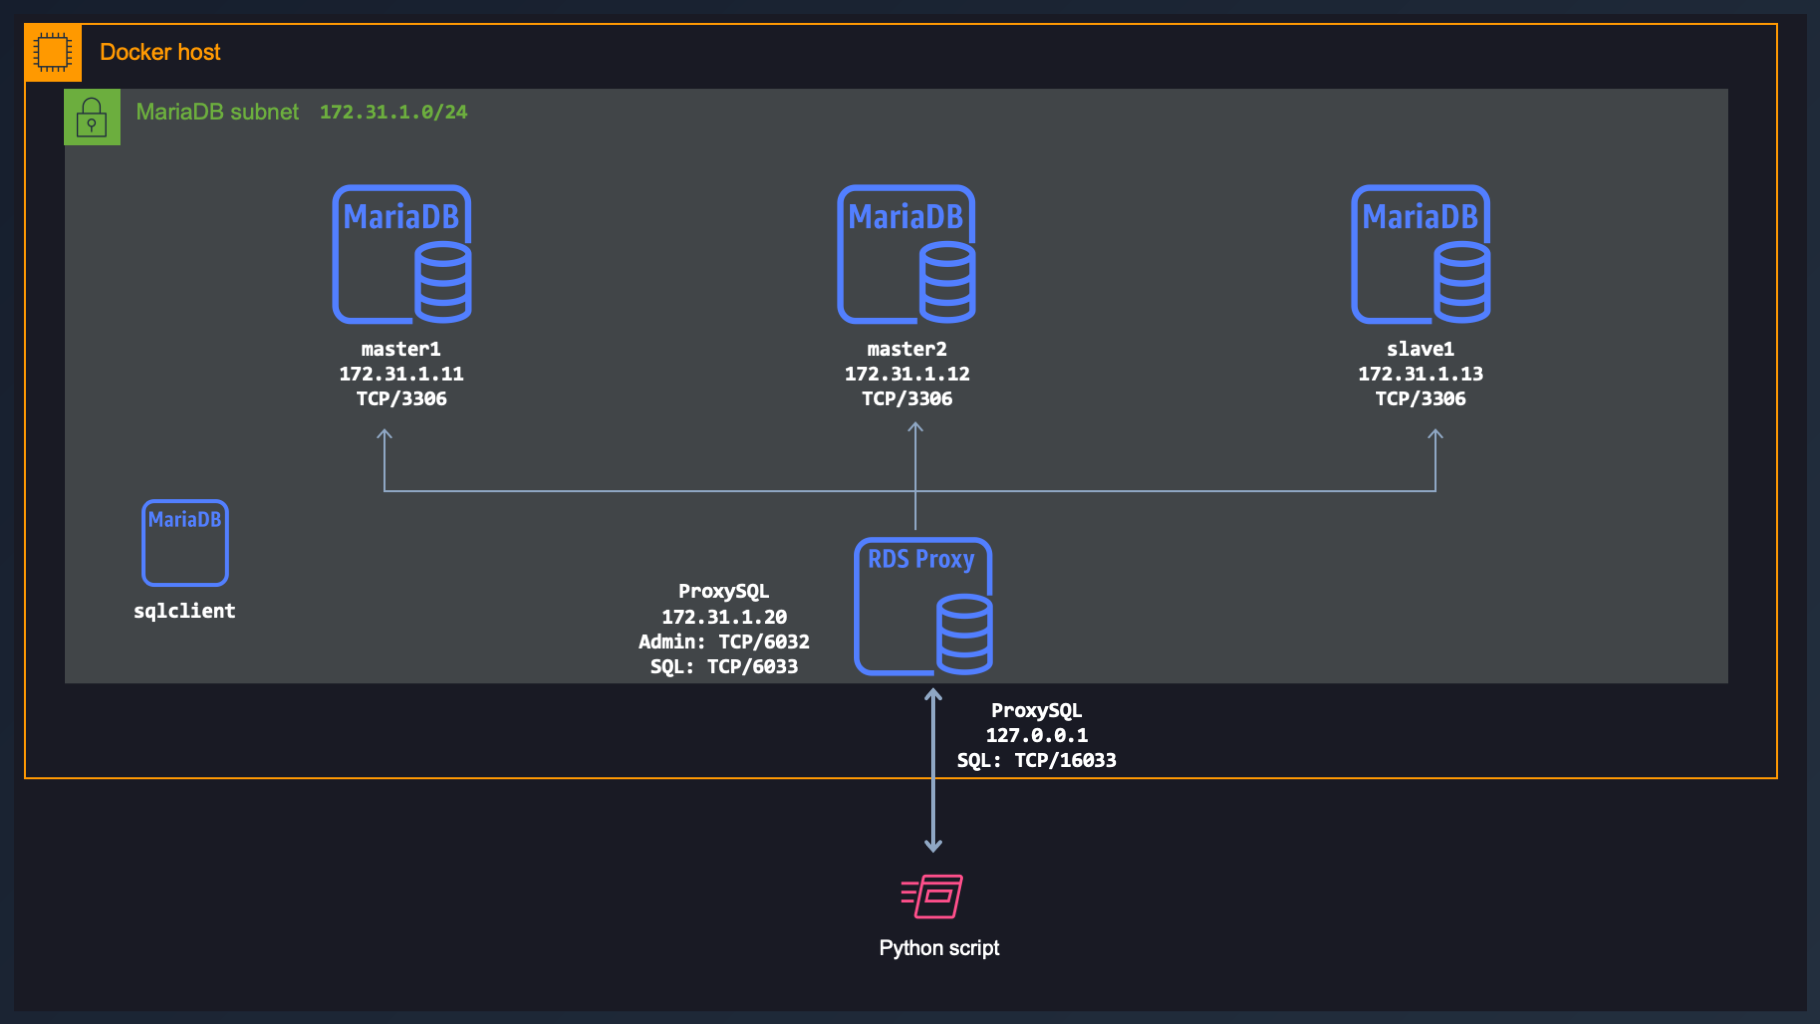 Docker host
MariaDB subnet 172.31.1.0/24
MariaDB
master1
172.31.1.11
TCP/3306
MariaDB
master2
172.31.1.12
TCP/3306
MariaDB
slave1
172.31.1.13
TCP/3306
MariaDB
sqlclient
ProxySQL
172.31.1.20
Admin: TCP/6032
SQL: TCP/6033
RDS Proxy
ProxySQL
127.0.0.1
SQL: TCP/16033
Python script